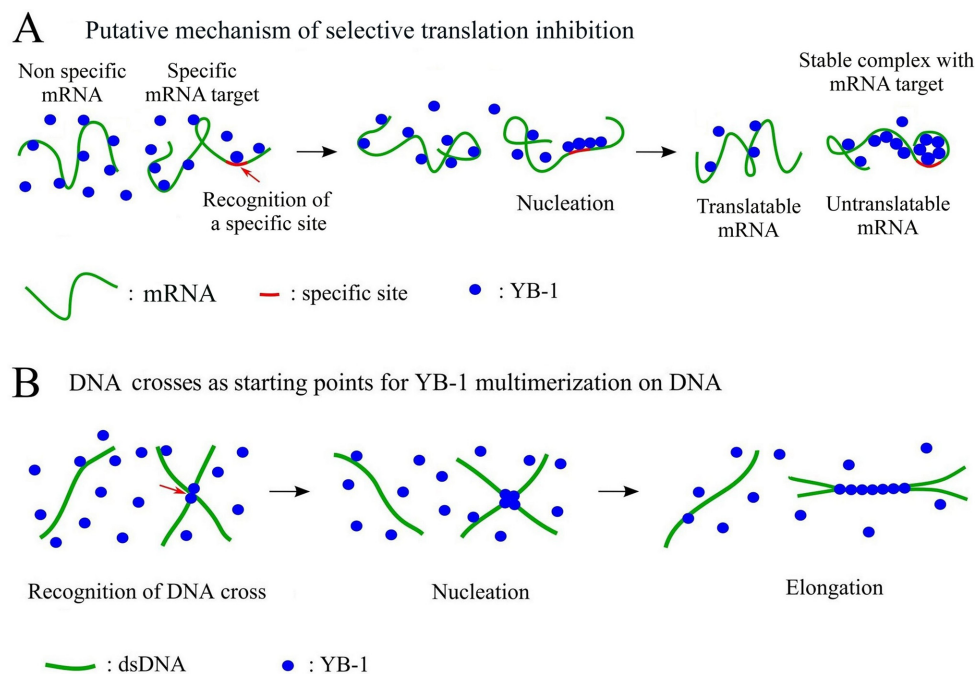 A Putative mechanism of selective translation inhibition
Non specific
mRNA
Specific
mRNA target
Recognition of
a specific site
Nucleation
Stable complex with
mRNA target
Translatable
mRNA
Untranslatable
mRNA
: mRNA
: specific site
: YB-1
B DNA crosses as starting points for YB-1 multimerization on DNA
Recognition of DNA cross
Nucleation
Elongation
: dsDNA
: YB-1